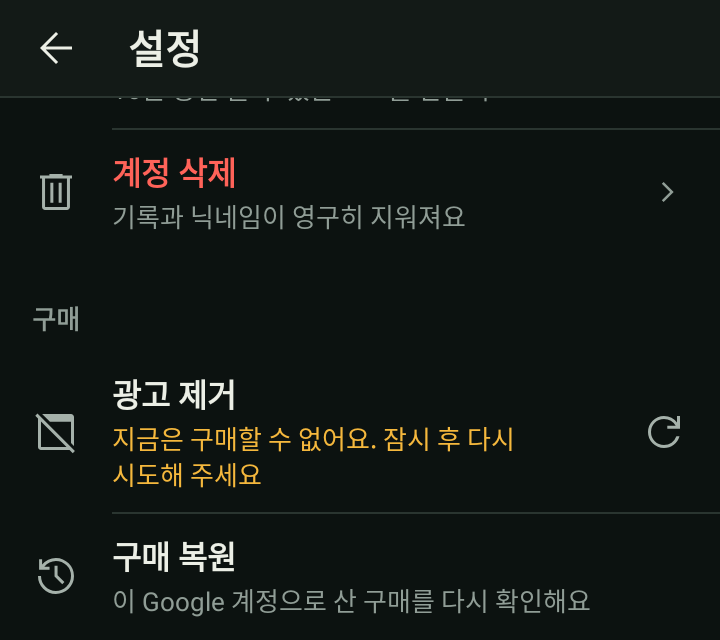 설정
계정 삭제
기록과 닉네임이 영구히 지워져요
구매
광고 제거
지금은 구매할 수 없어요. 잠시 후 다시
시도해 주세요
구매 복원
이 Google 계정으로 산 구매를 다시 확인해요